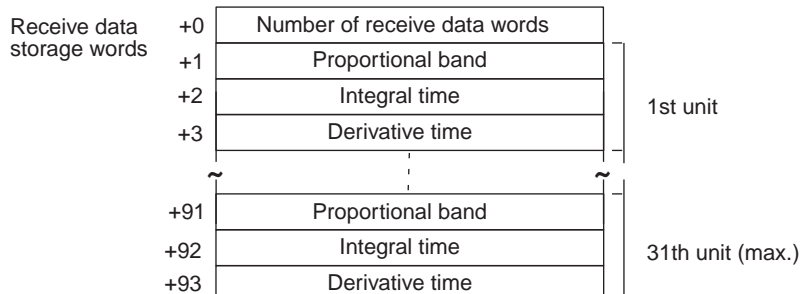 Receive data
storage words
+0 Number of receive data words
+1 Proportional band
+2 Integral time
+3 Derivative time
1st unit
~ ~
+91 Proportional band
+92 Integral time
+93 Derivative time
31th unit (max.)